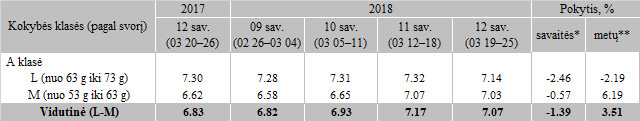 Kokybės klasės (pagal svorį) 2017 2018 Pokytis, %
12 sav. (03 20–26) 09 sav. (02 26–03 04) 10 sav. (03 05–11) 11 sav. (03 12–18) 12 sav. (03 19–25) savaitės* metų**
A klasė
L (nuo 63 g iki 73 g) 7.30 7.28 7.31 7.32 7.14 -2.46 -2.19
M (nuo 53 g iki 63 g) 6.62 6.58 6.65 7.07 7.03 -0.57 6.19
Vidutinė (L-M) 6.83 6.82 6.93 7.17 7.07 -1.39 3.51